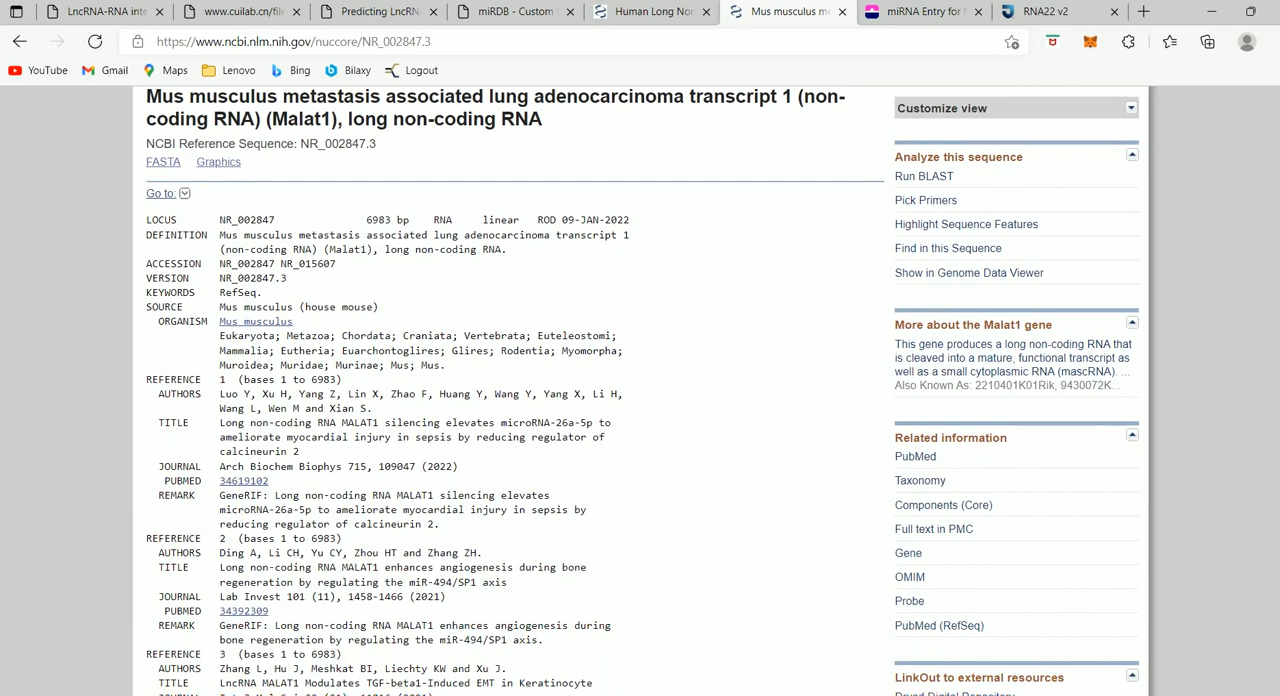 LncRNA-RNA inte
www.cuilab.cn/file
Predicting LncRN
miRDB - Custom
Human Long Non
Mus musculus me
miRNA Entry for
RNA22 v2
https://www.ncbi.nlm.nih.gov/nuccore/NR_002847.3
YouTube
Gmail
Maps
Lenovo
Bing
Bilaxy
Logout
Mus musculus metastasis associated lung adenocarcinoma transcript 1 (non-
coding RNA) (Malat1), long non-coding RNA
NCBI Reference Sequence: NR_002847.3
FASTA Graphics
Go to:
LOCUS NR_002847 6983 bp RNA linear ROD 09-JAN-2022
DEFINITION Mus musculus metastasis associated lung adenocarcinoma transcript 1
(non-coding RNA) (Malat1), long non-coding RNA.
ACCESSION NR_002847 NR_015607
VERSION NR_002847.3
KEYWORDS RefSeq.
SOURCE Mus musculus (house mouse)
ORGANISM Mus musculus
Eukaryota; Metazoa; Chordata; Craniata; Vertebrata; Euteleostomi;
Mammalia; Eutheria; Euarchontoglires; Glires; Rodentia; Myomorpha;
Muroidea; Muridae; Murinae; Mus; Mus.
REFERENCE 1 (bases 1 to 6983)
AUTHORS Luo Y, Xu H, Yang Z, Lin X, Zhao F, Huang Y, Wang Y, Yang X, Li H,
Wang L, Wen M and Xian S.
TITLE Long non-coding RNA MALAT1 silencing elevates microRNA-26a-5p to
ameliorate myocardial injury in sepsis by reducing regulator of
calcineurin 2
JOURNAL Arch Biochem Biophys 715, 109047 (2022)
PUBMED 34619102
REMARK GeneRIF: Long non-coding RNA MALAT1 silencing elevates
microRNA-26a-5p to ameliorate myocardial injury in sepsis by
reducing regulator of calcineurin 2.
REFERENCE 2 (bases 1 to 6983)
AUTHORS Ding A, Li CH, Yu CY, Zhou HT and Zhang ZH.
TITLE Long non-coding RNA MALAT1 enhances angiogenesis during bone
regeneration by regulating the miR-494/SP1 axis
JOURNAL Lab Invest 101 (11), 1458-1466 (2021)
PUBMED 34392309
REMARK GeneRIF: Long non-coding RNA MALAT1 enhances angiogenesis during
bone regeneration by regulating the miR-494/SP1 axis.
REFERENCE 3 (bases 1 to 6983)
AUTHORS Zhang L, Hu J, Meshkat BI, Liechty KW and Xu J.
TITLE LncRNA MALAT1 Modulates TGF-beta1-Induced EMT in Keratinocyte
Customize view
Analyze this sequence
Run BLAST
Pick Primers
Highlight Sequence Features
Find in this Sequence
Show in Genome Data Viewer
More about the Malat1 gene
This gene produces a long non-coding RNA that
is cleaved into a mature, functional transcript as
well as a small cytoplasmic RNA (mascRNA). ...
Also Known As: 2210401K01Rik, 9430072K...
Related information
PubMed
Taxonomy
Components (Core)
Full text in PMC
Gene
OMIM
Probe
PubMed (RefSeq)
LinkOut to external resources